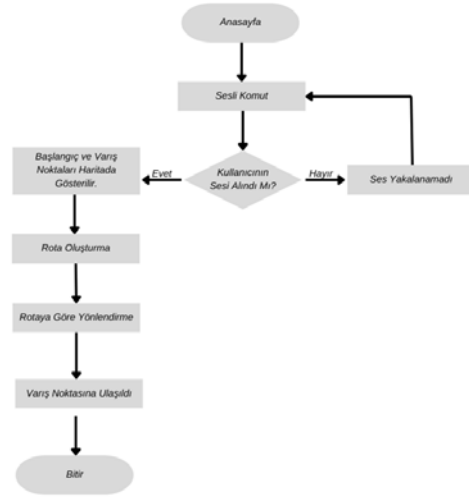 Anasayfa
Sesli Komut
Kullanıcının
Sesi Alındı Mı?
Evet
Hayır
Başlangıç ve Varış
Noktaları Haritada
Gösterilir.
Ses Yakalanamadı
Rota Oluşturma
Rotaya Göre Yönlendirme
Varış Noktasına Ulaşıldı
Bitir